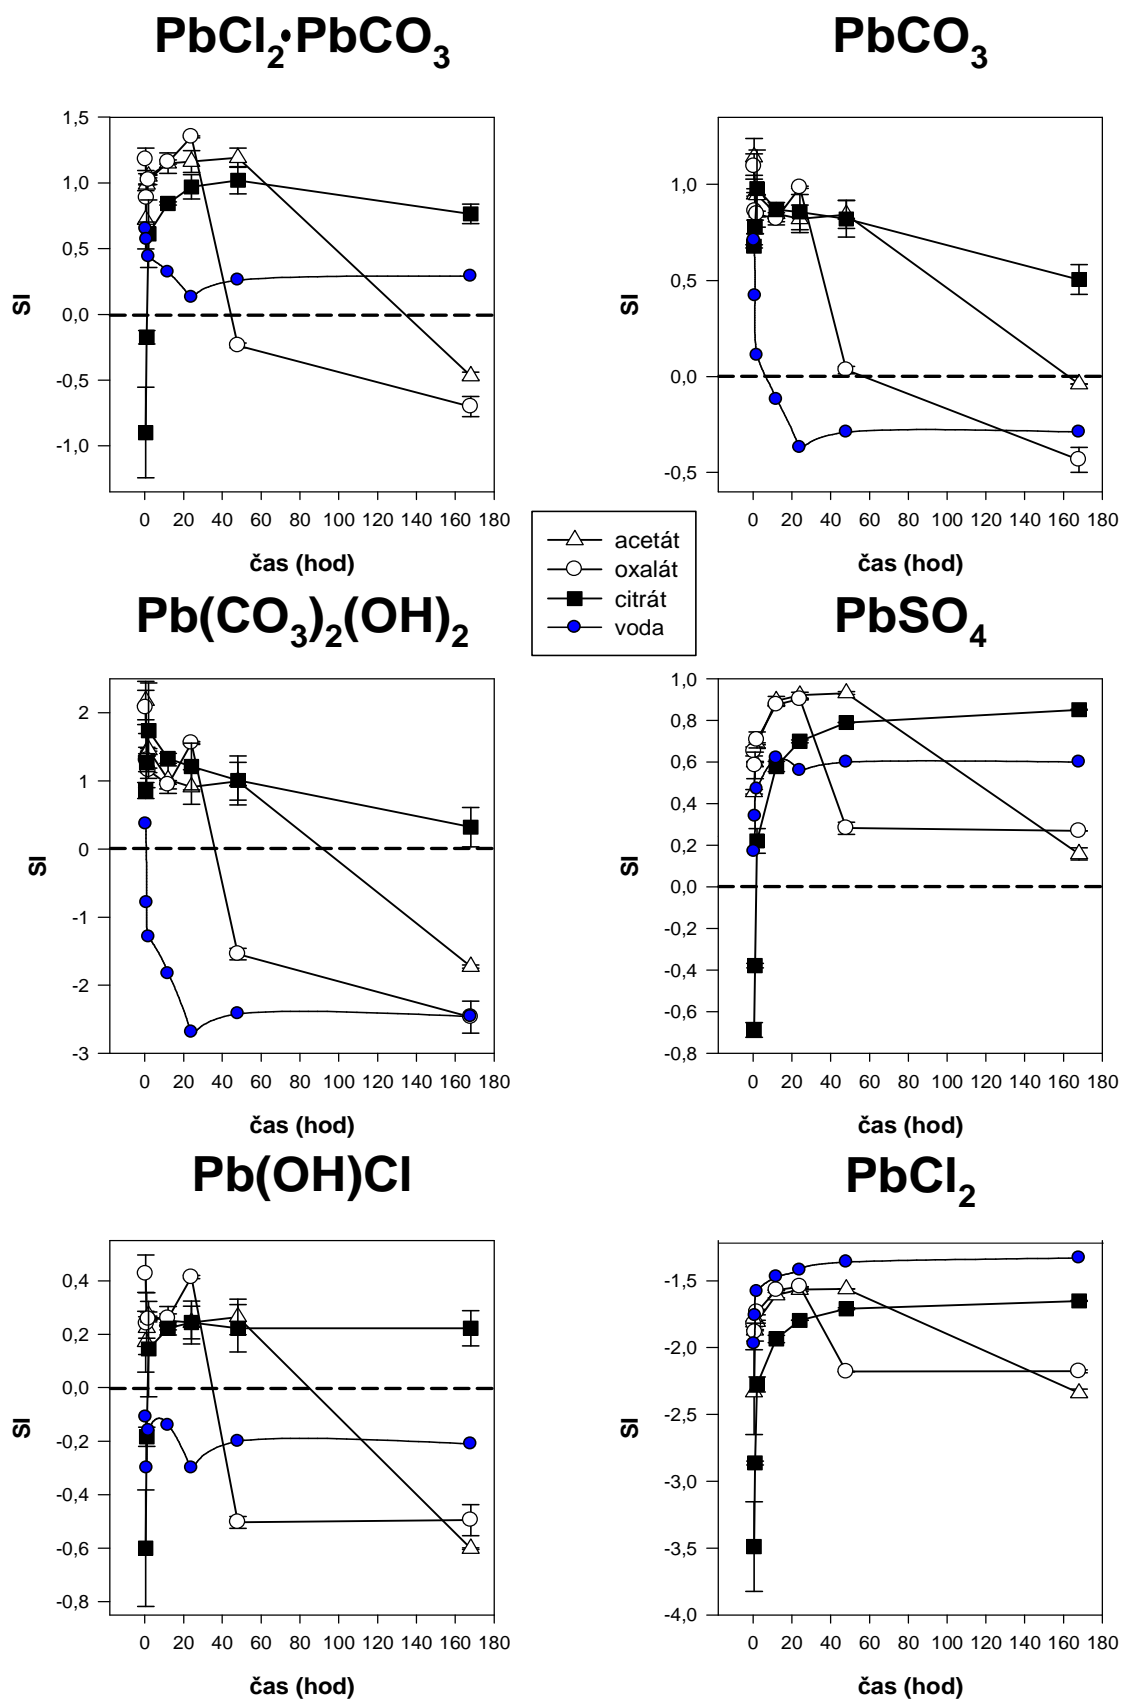 PbCl2•PbCO3
PbCO3
1,5
1,0
0,5
0,0
-0,5
-1,0
SI
0 20 40 60 80 100 120 140 160 180
čas (hod)
1,0
0,5
0,0
-0,5
SI
0 20 40 60 80 100 120 140 160 180
čas (hod)
acetát
oxalát
citrát
voda
Pb(CO3)2(OH)2
PbSO4
2
1
0
-1
-2
-3
SI
0 20 40 60 80 100 120 140 160 180
čas (hod)
1,0
0,8
0,6
0,4
0,2
0,0
-0,2
-0,4
-0,6
-0,8
SI
0 20 40 60 80 100 120 140 160 180
čas (hod)
Pb(OH)Cl
PbCl2
0,4
0,2
0,0
-0,2
-0,4
-0,6
-0,8
SI
0 20 40 60 80 100 120 140 160 180
čas (hod)
-1,5
-2,0
-2,5
-3,0
-3,5
-4,0
SI
0 20 40 60 80 100 120 140 160 180
čas (hod)